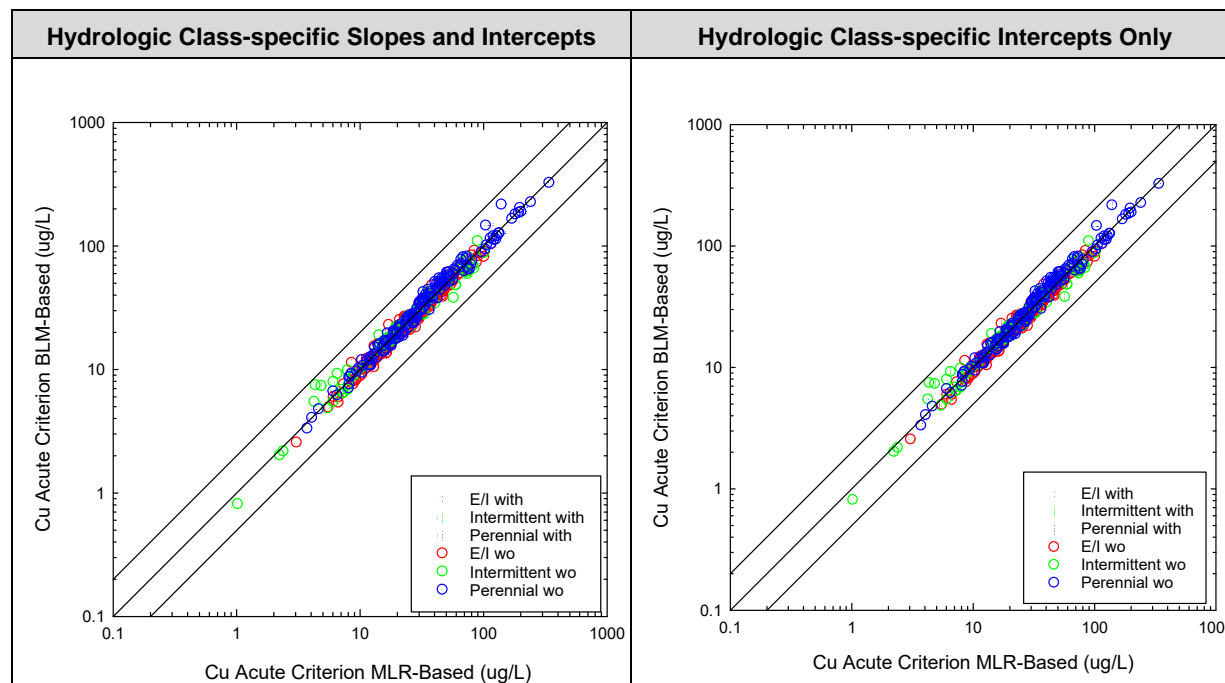 Hydrologic Class-specific Slopes and Intercepts
Hydrologic Class-specific Intercepts Only
Cu Acute Criterion BLM-Based (ug/L)
1000
100
10
1
0.1
E/I with
Intermittent with
Perennial with
E/I wo
Intermittent wo
Perennial wo
0.1 1 10 100 1000
Cu Acute Criterion MLR-Based (ug/L)
Cu Acute Criterion BLM-Based (ug/L)
1000
100
10
1
0.1
E/I with
Intermittent with
Perennial with
E/I wo
Intermittent wo
Perennial wo
0.1 1 10 100 100
Cu Acute Criterion MLR-Based (ug/L)